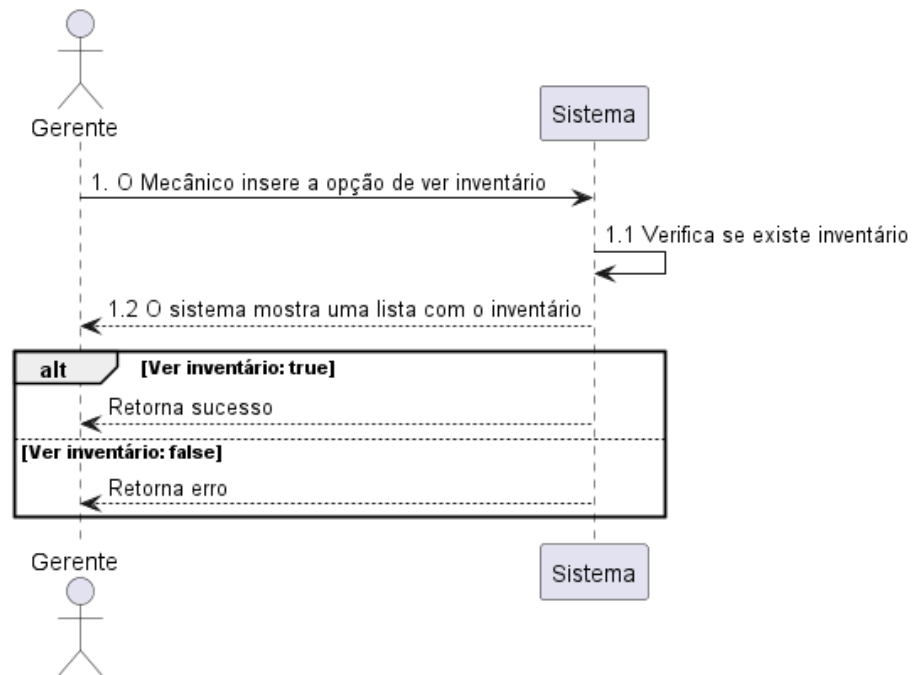 Gerente
Sistema
1. O Mecânico insere a opção de ver inventário
1.1 Verifica se existe inventário
1.2 O sistema mostra uma lista com o inventário
alt [Ver inventário: true]
Retorna sucesso
[Ver inventário: false]
Retorna erro
Gerente
Sistema